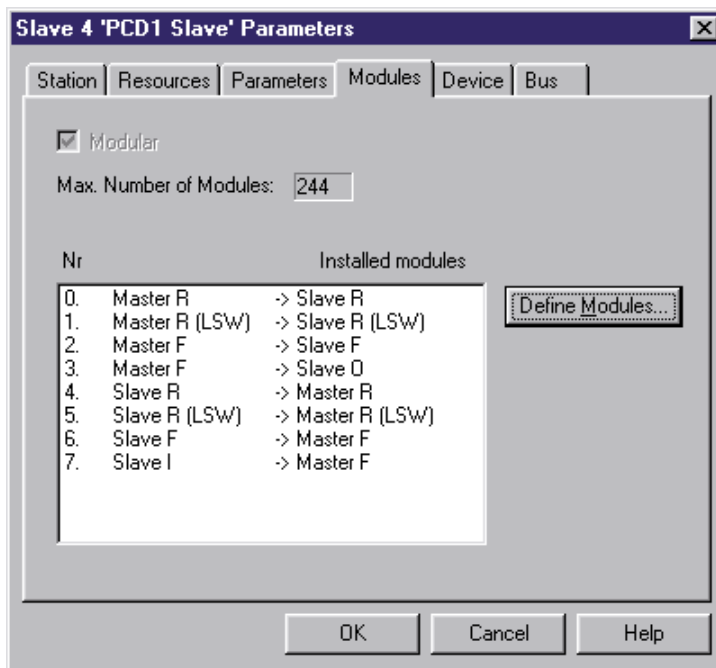 Slave 4 'PCD1 Slave' Parameters
Station Resources Parameters Modules Device Bus
Modular
Max. Number of Modules: 244
Nr Installed modules
0. Master R -> Slave R
1. Master R (LSW) -> Slave R (LSW)
2. Master F -> Slave F
3. Master F -> Slave O
4. Slave R -> Master R
5. Slave R (LSW) -> Master R (LSW)
6. Slave F -> Master F
7. Slave I -> Master F
Define Modules...
OK Cancel Help